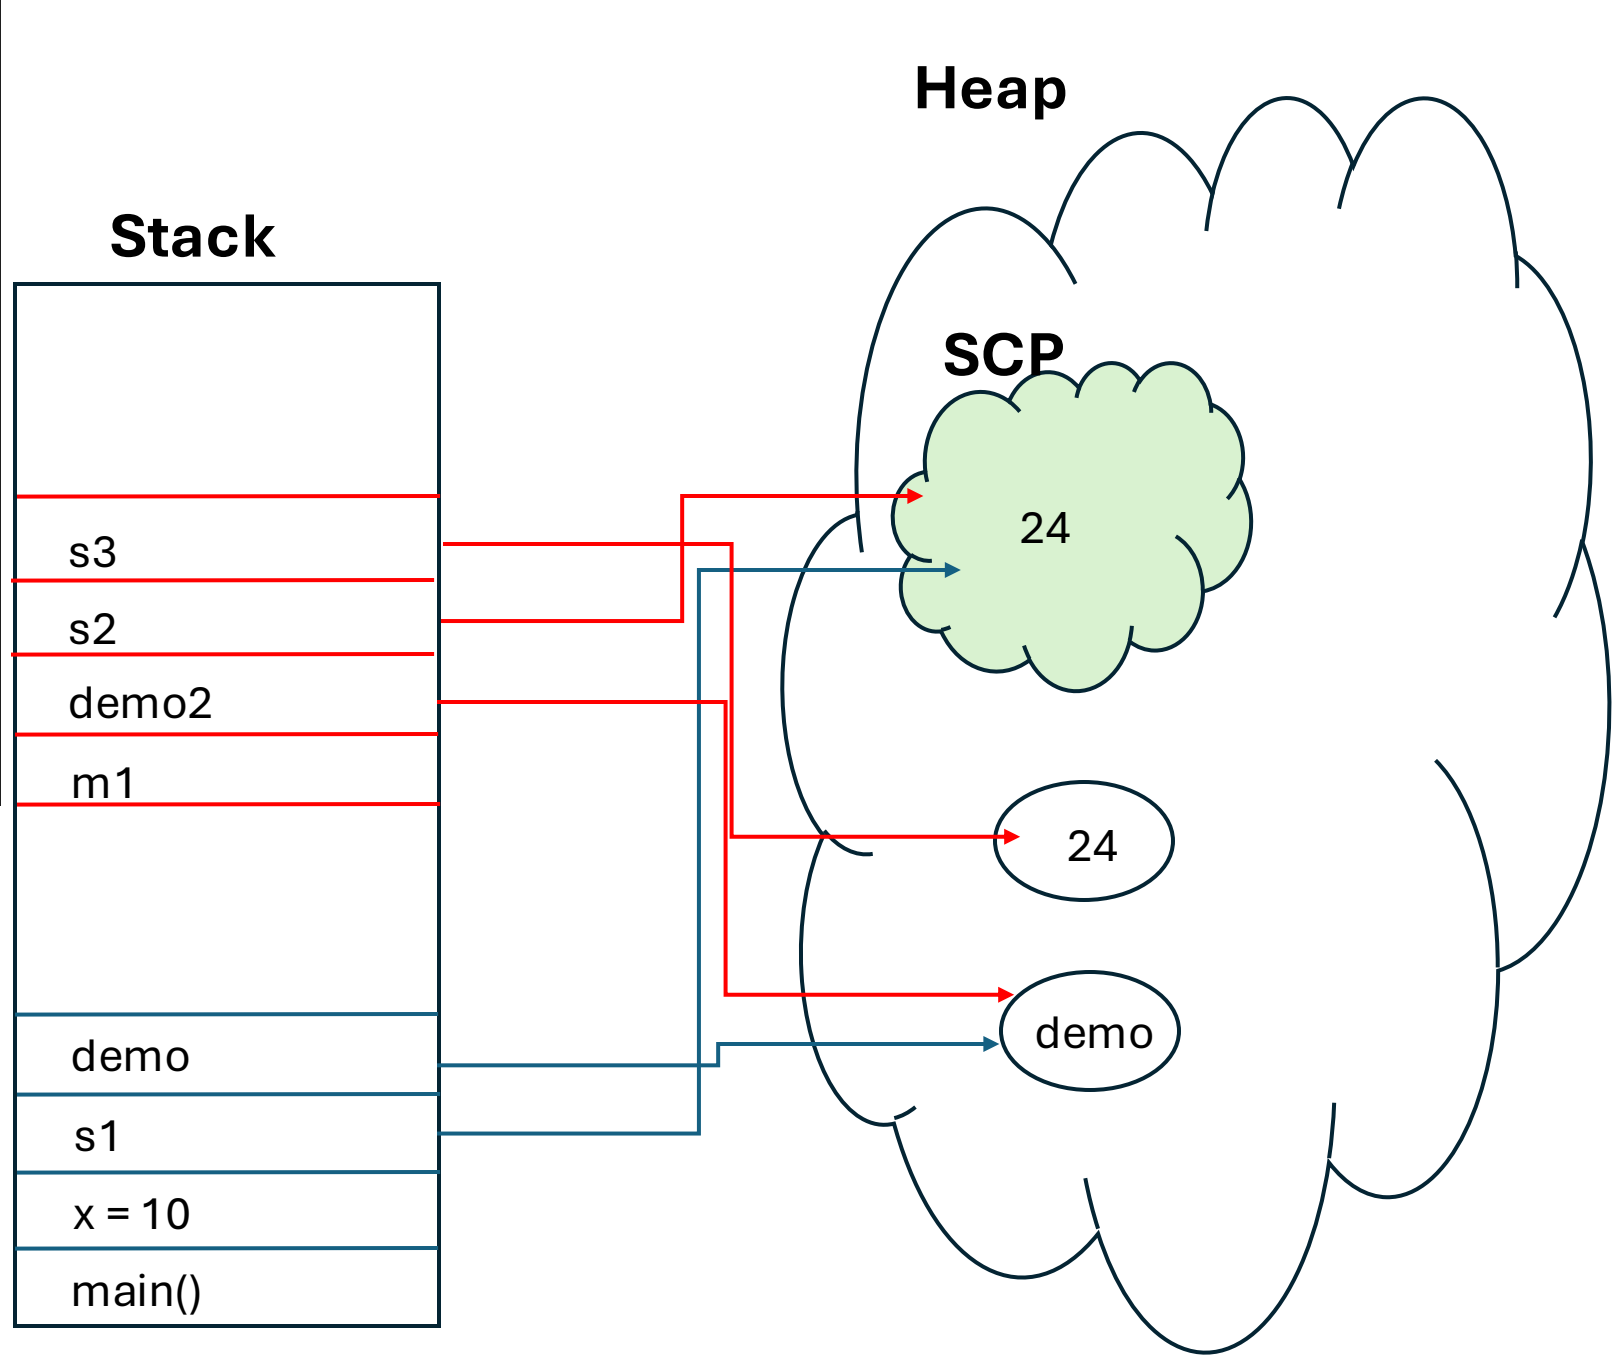 Heap
Stack
SCP
24
s3
s2
demo2
m1
24
demo
demo
s1
x = 10
main()